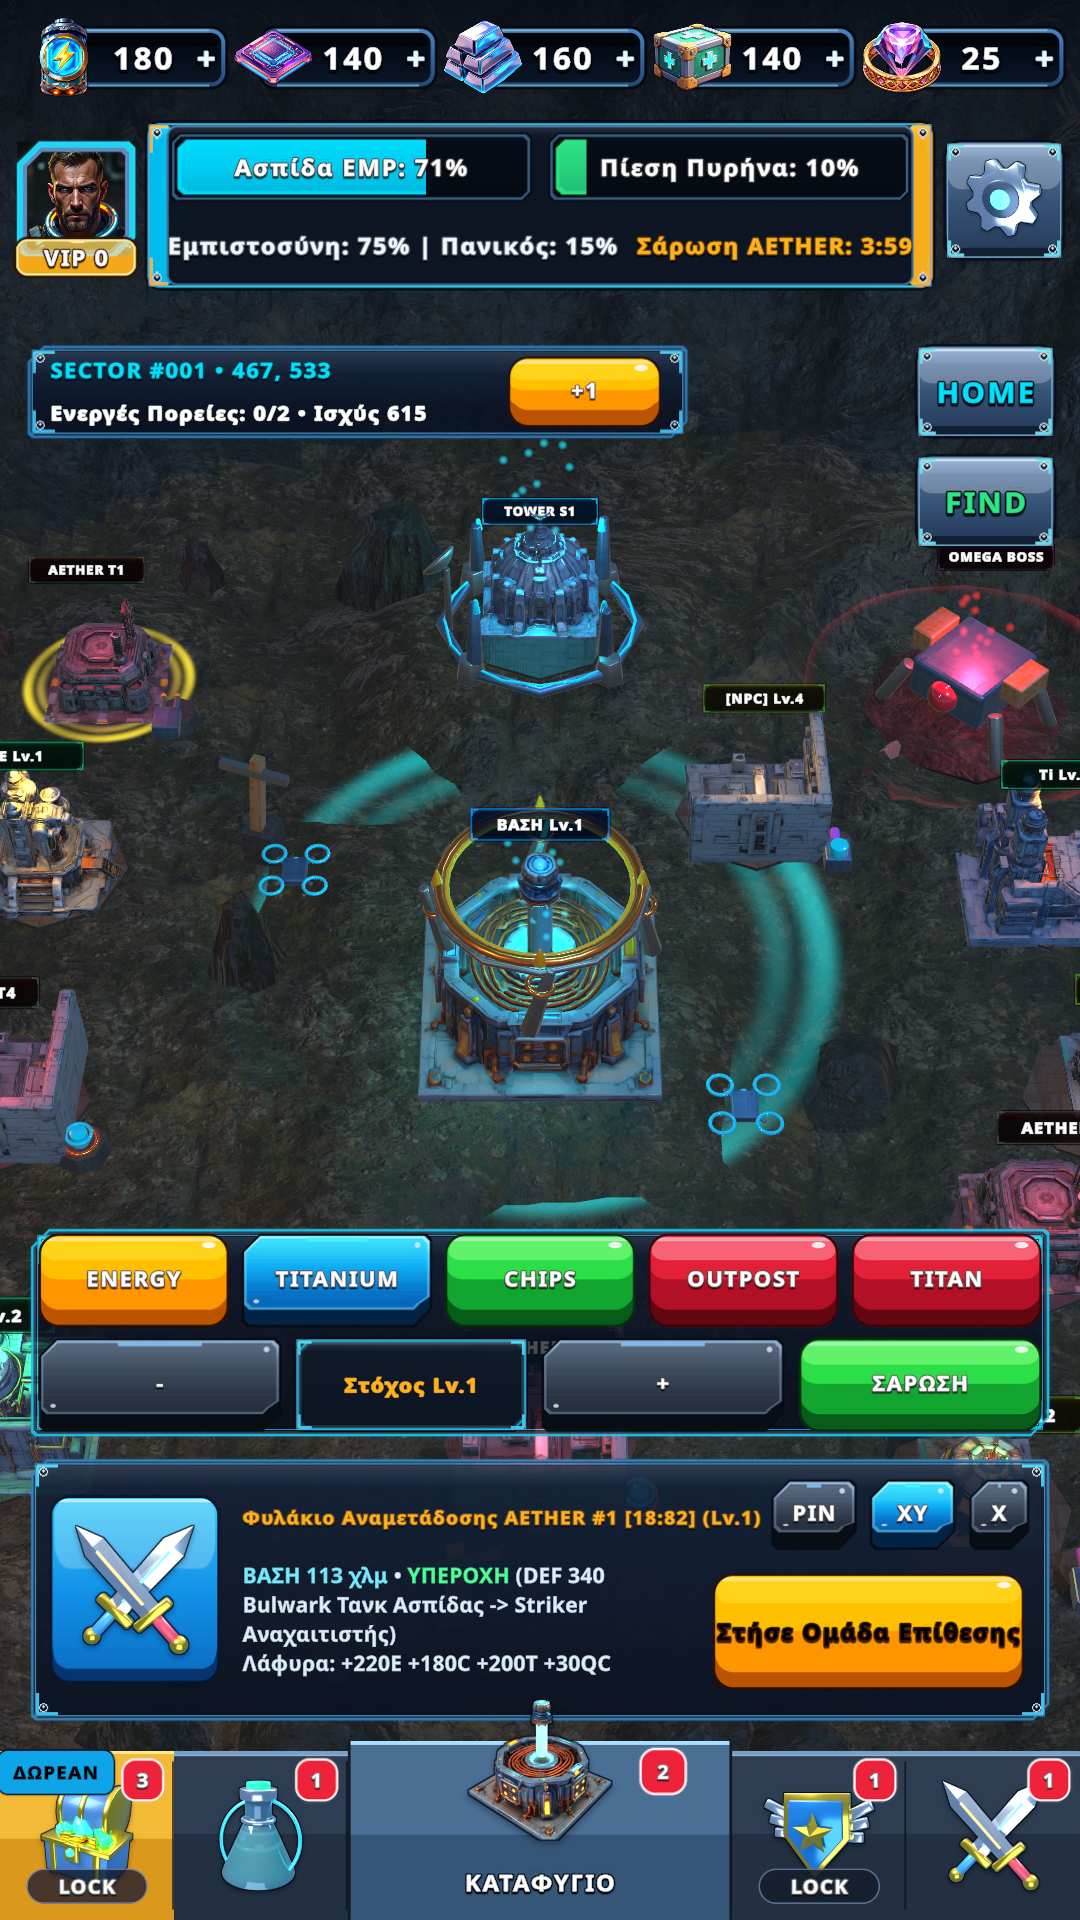 180 + 140 + 160 + 140 + 25 +
Ασπίδα EMP: 71% Πίεση Πυρήνα: 10%
VIP 0
Εμπιστοσύνη: 75% | Πανικός: 15% Σάρωση AETHER: 3:59
SECTOR #001 • 467, 533
Ενεργές Πορείες: 0/2 • Ισχύς 615
+1
HOME
FIND
TOWER S1
OMEGA BOSS
AETHER T1
[NPC] Lv.4
E Lv.1
Ti Lv.
ΒΑΣΗ Lv.1
T4
AETHE
ENERGY TITANIUM CHIPS OUTPOST TITAN
v.2
- Στόχος Lv.1 + ΣΑΡΩΣΗ
2
Φυλάκιο Αναμετάδοσης AETHER #1 [18:82] (Lv.1)
PIN XY X
ΒΑΣΗ 113 χλμ • ΥΠΕΡΟΧΗ (DEF 340
Bulwark Τανκ Ασπίδας -> Striker
Αναχαιτιστής)
Λάφυρα: +220E +180C +200T +30QC
Στήσε Ομάδα Επίθεσης
ΔΩΡΕΑΝ 3 1 2 1 1
LOCK ΚΑΤΑΦΥΓΙΟ LOCK